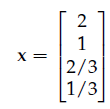 x = [ 2
1
2/3
1/3 ]